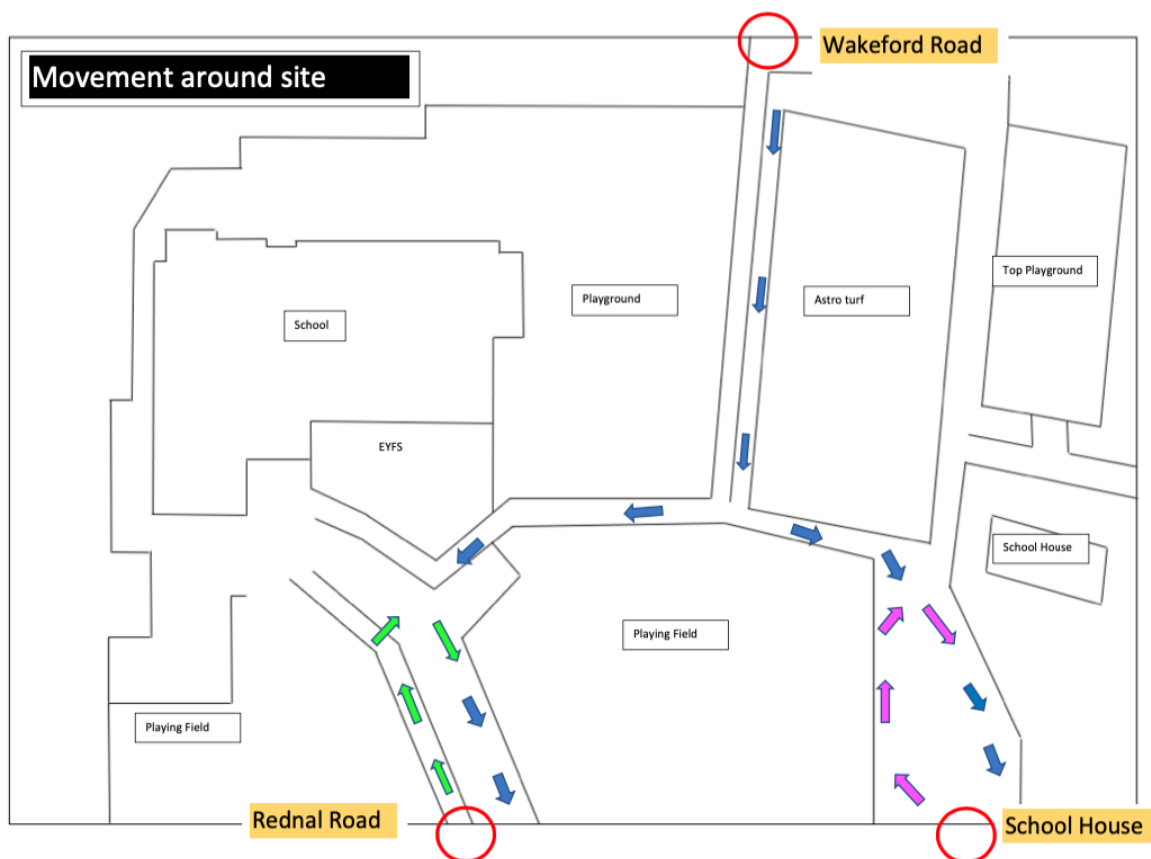 Wakeford Road
Movement around site
Top Playground
Playground
Astro turf
School
EYFS
School House
Playing Field
Playing Field
Rednal Road
School House